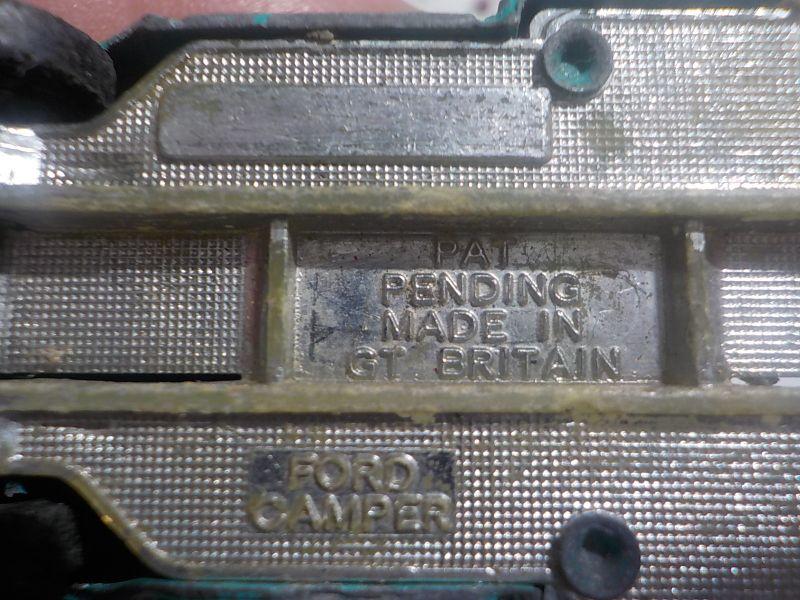 PAT
PENDING
MADE IN
GT BRITAIN
FORD
CAMPER